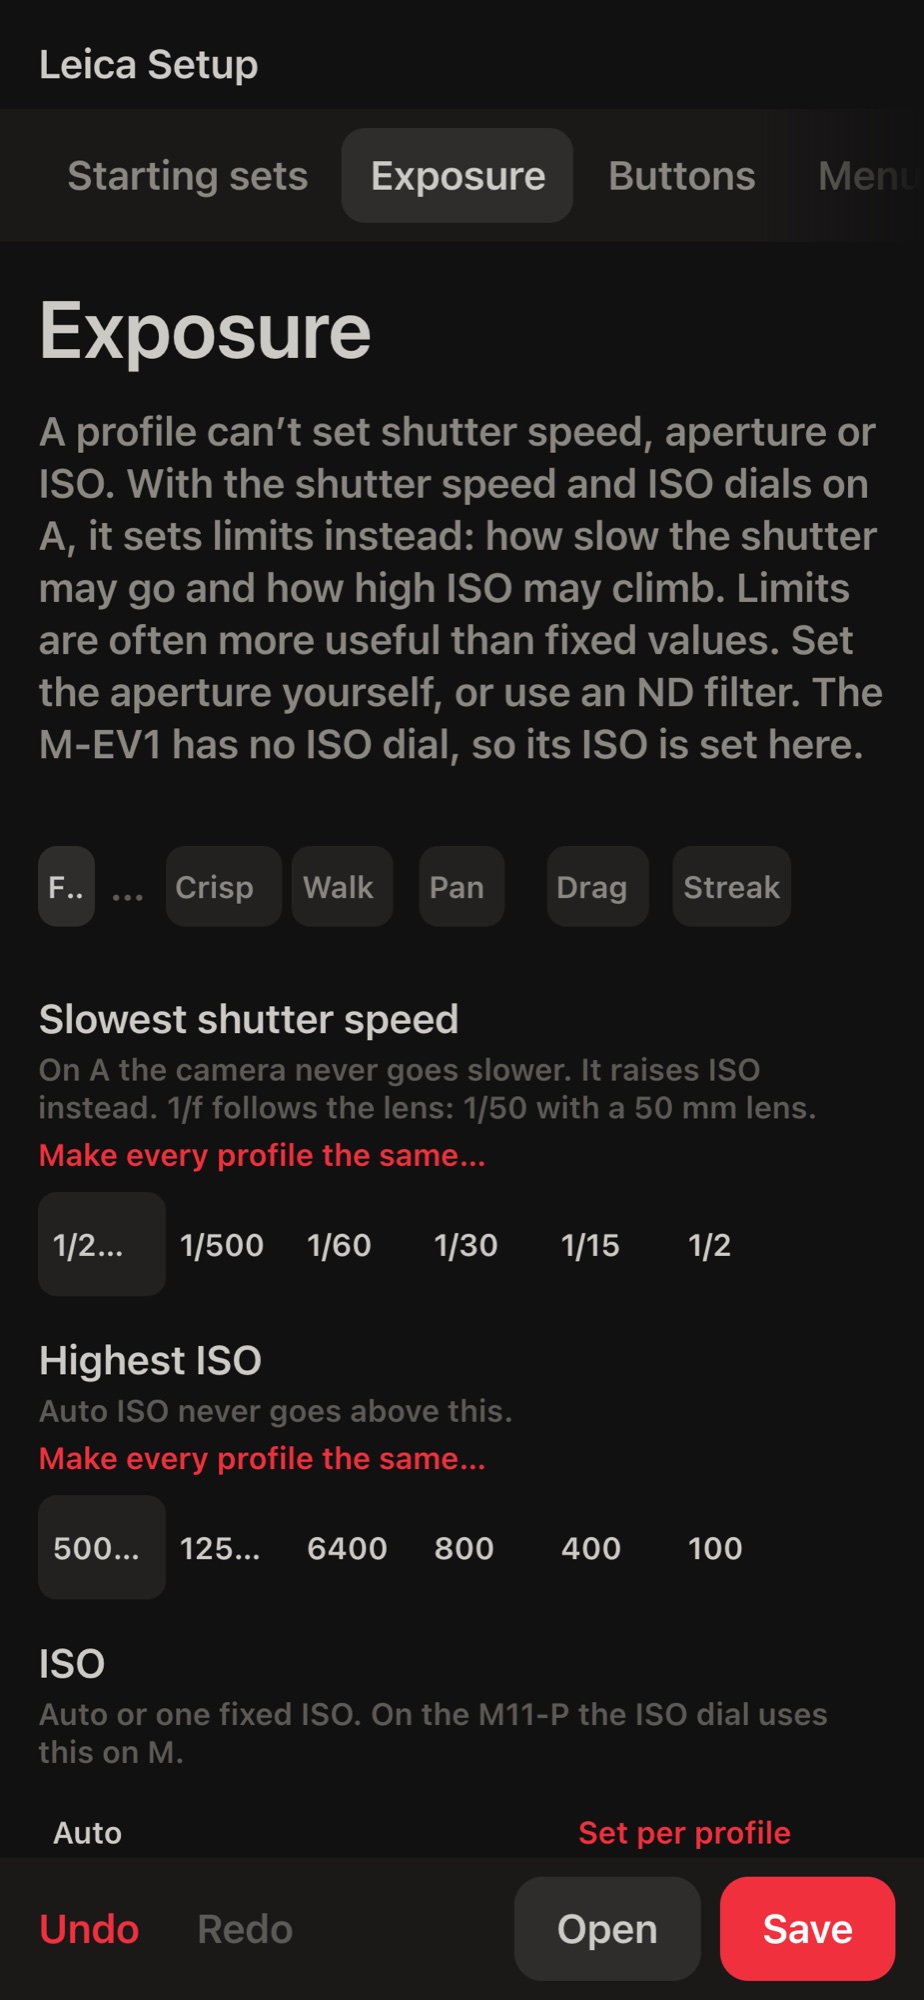 Leica Setup
Starting sets
Exposure
Buttons
Menu
Exposure
A profile can’t set shutter speed, aperture or
ISO. With the shutter speed and ISO dials on
A, it sets limits instead: how slow the shutter
may go and how high ISO may climb. Limits
are often more useful than fixed values. Set
the aperture yourself, or use an ND filter. The
M-EV1 has no ISO dial, so its ISO is set here.
F..
...
Crisp
Walk
Pan
Drag
Streak
Slowest shutter speed
On A the camera never goes slower. It raises ISO
instead. 1/f follows the lens: 1/50 with a 50 mm lens.
Make every profile the same...
1/2...
1/500
1/60
1/30
1/15
1/2
Highest ISO
Auto ISO never goes above this.
Make every profile the same...
500...
125...
6400
800
400
100
ISO
Auto or one fixed ISO. On the M11-P the ISO dial uses
this on M.
Auto
Set per profile
Undo
Redo
Open
Save